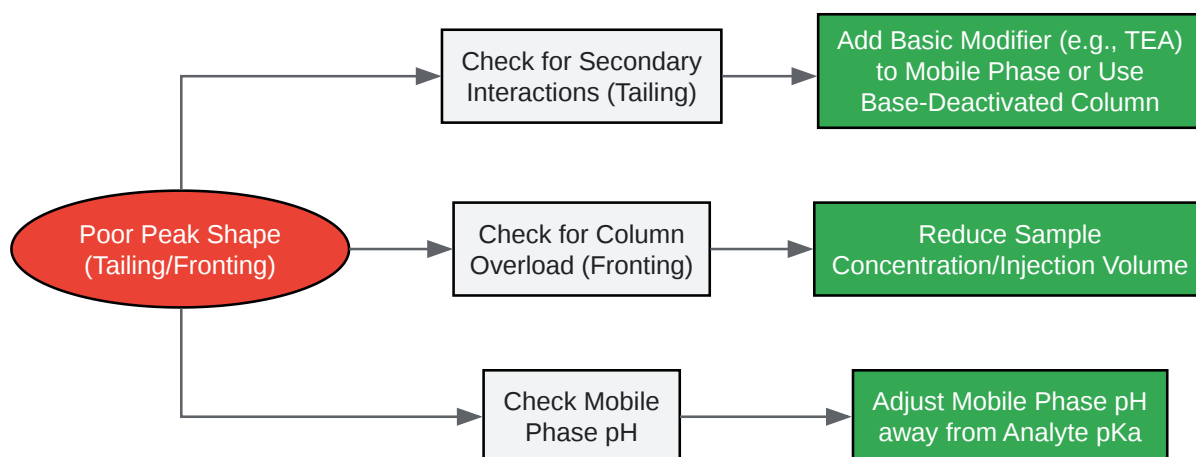 Poor Peak Shape
(Tailing/Fronting)
Check for Secondary
Interactions (Tailing)
Add Basic Modifier (e.g., TEA)
to Mobile Phase or Use
Base-Deactivated Column
Check for Column
Overload (Fronting)
Reduce Sample
Concentration/Injection Volume
Check Mobile
Phase pH
Adjust Mobile Phase pH
away from Analyte pKa